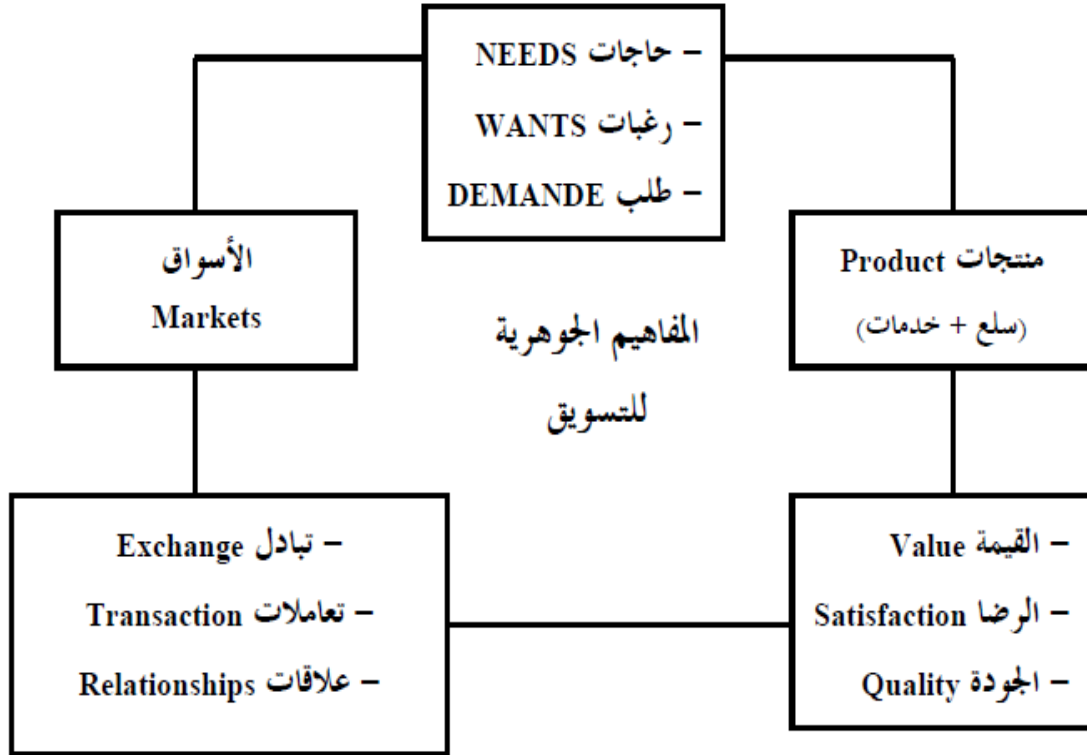 – حاجات NEEDS
– رغبات WANTS
– طلب DEMANDE
منتجات Product
(سلع + خدمات)
الأسواق
Markets
المفاهيم الجوهرية
للتسويق
– القيمة Value
– الرضا Satisfaction
– الجودة Quality
– تبادل Exchange
– تعاملات Transaction
– علاقات Relationships